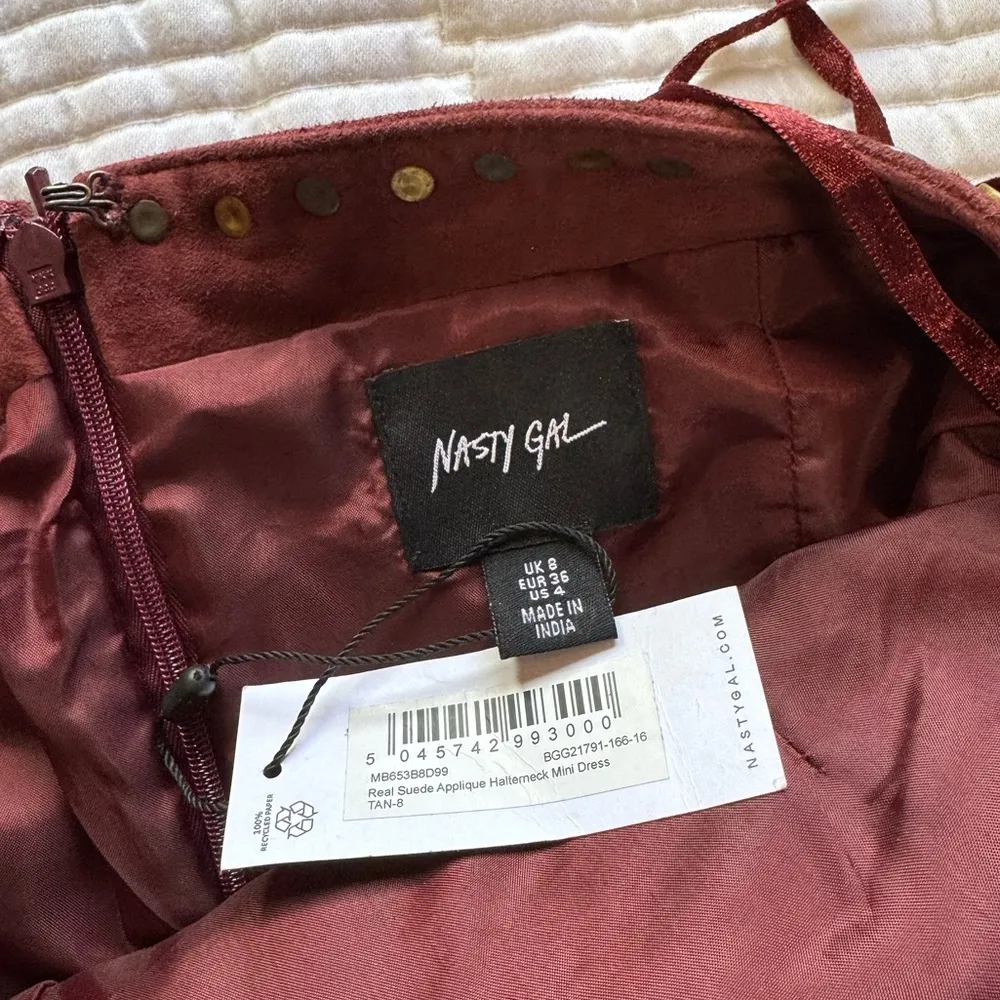 NASTY GAL
UK 8
EUR 36
US 4
MADE IN
INDIA
NASTYGAL.COM
5 045742 993000
MB653B8D99 BGG21791-166-16
Real Suede Applique Halterneck Mini Dress
TAN-8
100%
RECYCLED PAPER